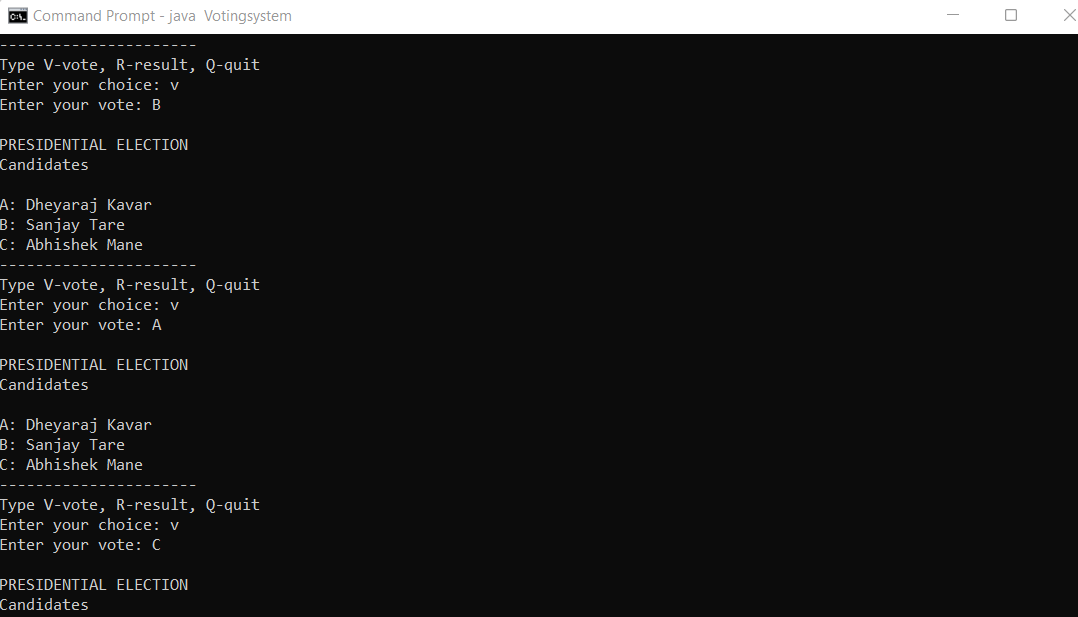 Command Prompt - java  Votingsystem
----------------------
Type V-vote, R-result, Q-quit
Enter your choice: v
Enter your vote: B

PRESIDENTIAL ELECTION
Candidates

A: Dheyaraj Kavar
B: Sanjay Tare
C: Abhishek Mane
----------------------
Type V-vote, R-result, Q-quit
Enter your choice: v
Enter your vote: A

PRESIDENTIAL ELECTION
Candidates

A: Dheyaraj Kavar
B: Sanjay Tare
C: Abhishek Mane
----------------------
Type V-vote, R-result, Q-quit
Enter your choice: v
Enter your vote: C

PRESIDENTIAL ELECTION
Candidates